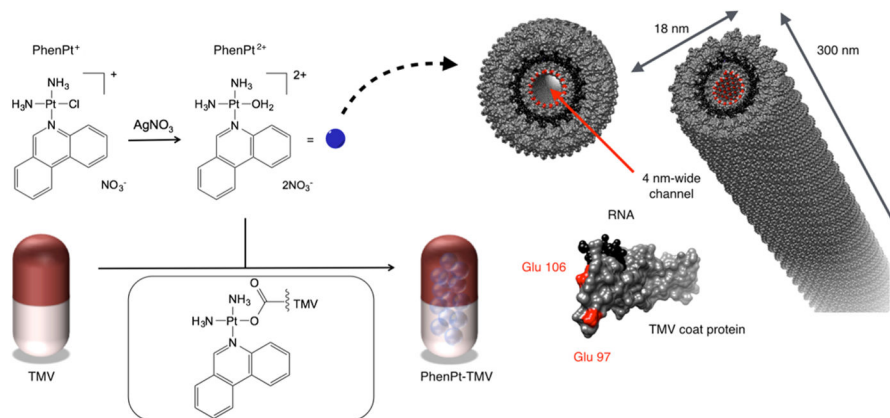 PhenPt⁺
NH₃
+
H₃N-Pt-Cl
N
NO₃⁻
AgNO₃
PhenPt²⁺
NH₃
2+
H₃N-Pt-OH₂
N
2NO₃⁻
=
18 nm
300 nm
4 nm-wide
channel
RNA
Glu 106
TMV coat protein
Glu 97
TMV
O
NH₃
TMV
H₃N-Pt-O
N
PhenPt-TMV